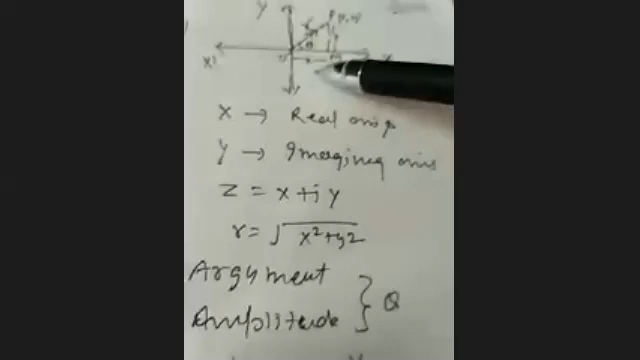 Y
P(x, y)
r y
θ
X' O x M X
X → Real axis
Y → Imaginary axis
Z = x + i y
r = √x²+y2
Argument
Amplitude } θ